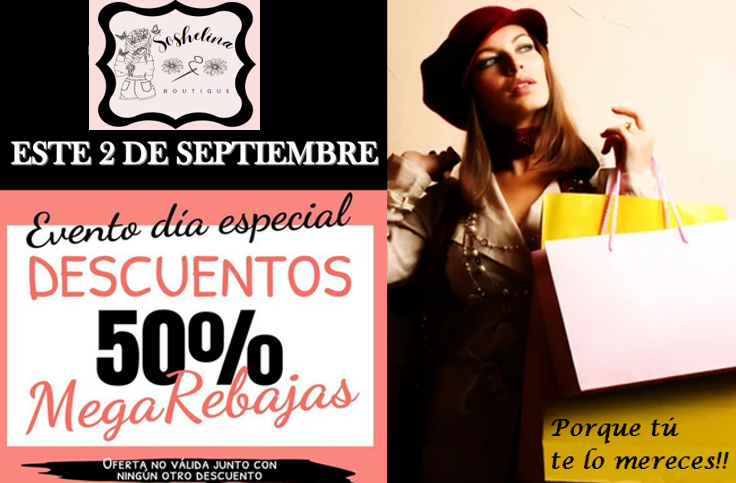 Soshelina
BOUTIQUE
ESTE 2 DE SEPTIEMBRE
Evento día especial
DESCUENTOS
50%
MegaRebajas
OFERTA NO VÁLIDA JUNTO CON
NINGÚN OTRO DESCUENTO
Porque tú
te lo mereces!!